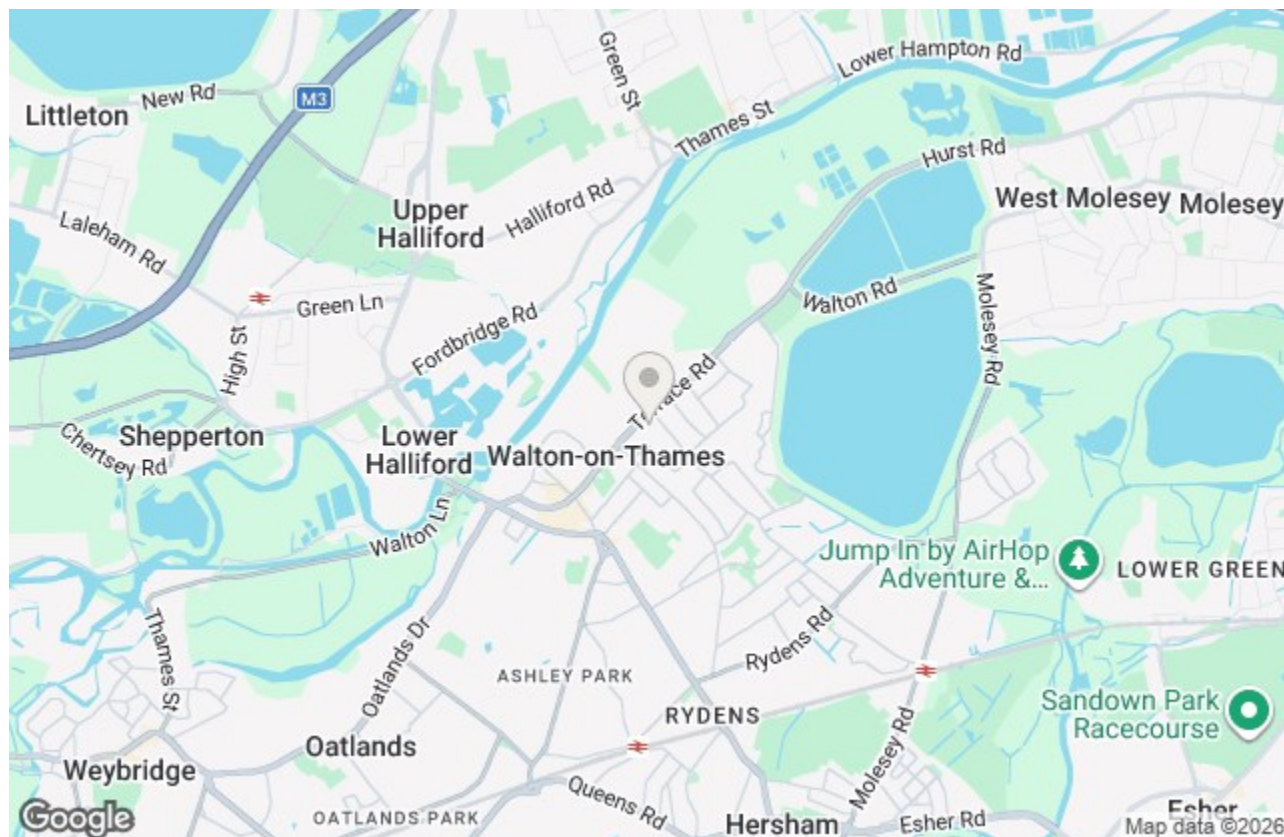 Lower Hampton Rd
Green St
M3
New Rd
Littleton
Thames St
Hurst Rd
Upper
Halliford
Halliford Rd
West Molesey
Molesey
Laleham Rd
Green Ln
Walton Rd
Molesey Rd
High St
Fordbridge Rd
Terrace Rd
Shepperton
Chertsey Rd
Lower
Halliford
Walton-on-Thames
Walton Ln
Jump In by AirHop
Adventure &...
LOWER GREEN
Thames St
Oatlands Dr
Rydens Rd
ASHLEY PARK
RYDENS
Sandown Park
Racecourse
Oatlands
Molesey Rd
Weybridge
Queens Rd
OATLANDS PARK
Hersham
Esher Rd
Esher
Google
Map data ©2026